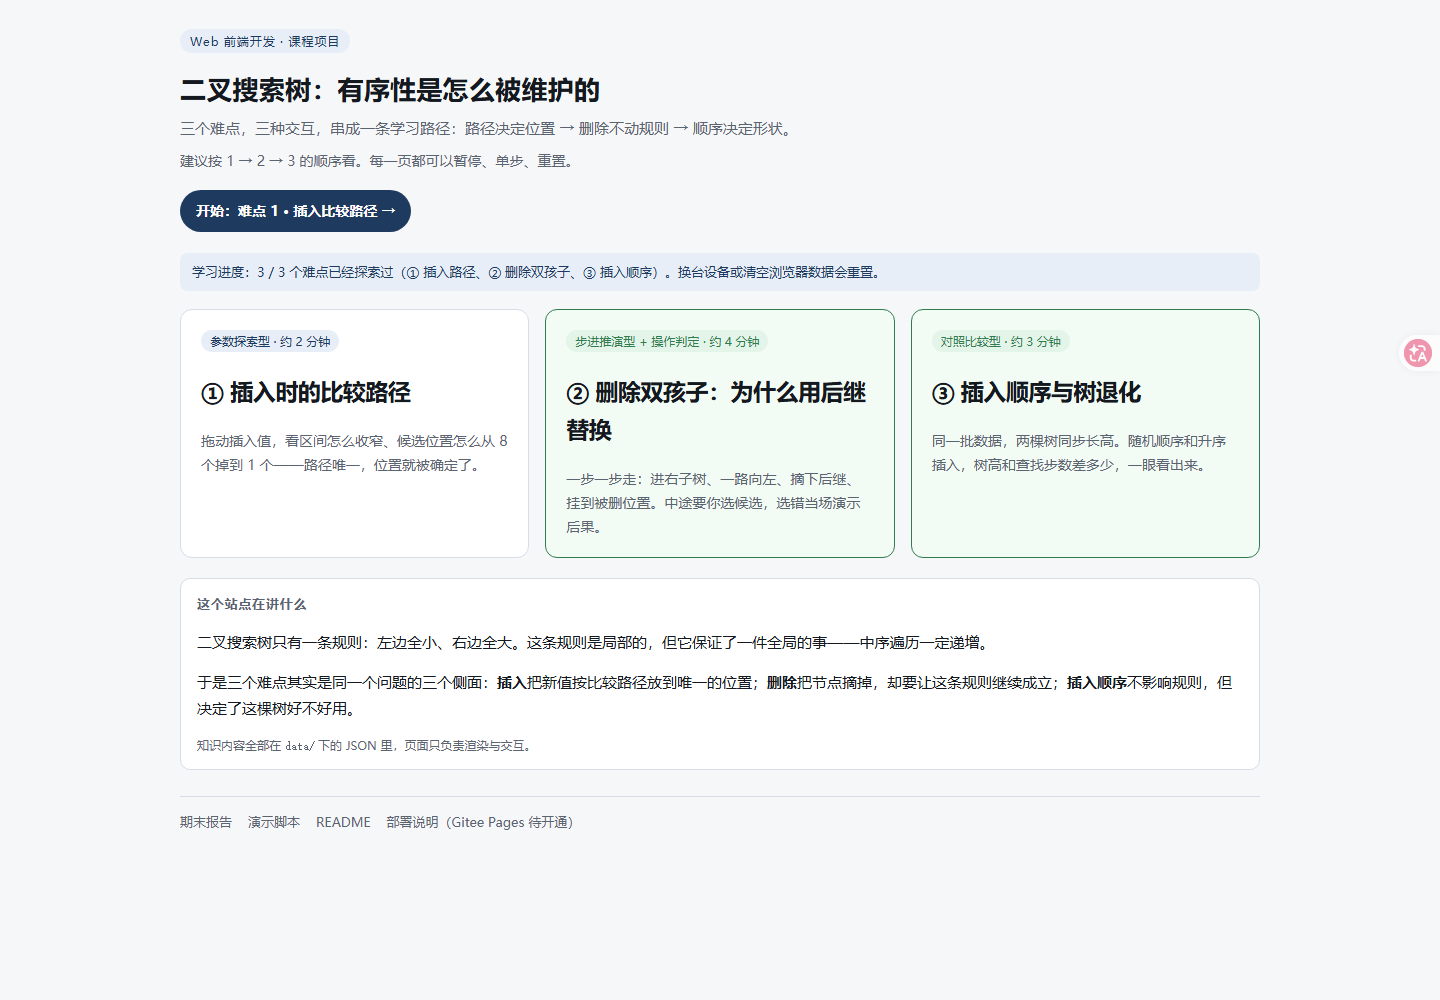 Web 前端开发 · 课程项目
二叉搜索树：有序性是怎么被维护的
三个难点，三种交互，串成一条学习路径：路径决定位置 → 删除不动规则 → 顺序决定形状。
建议按 1 → 2 → 3 的顺序看。每一页都可以暂停、单步、重置。
开始：难点 1 • 插入比较路径 →
学习进度：3 / 3 个难点已经探索过（① 插入路径、② 删除双孩子、③ 插入顺序）。换台设备或清空浏览器数据会重置。
参数探索型 · 约 2 分钟
① 插入时的比较路径
拖动插入值，看区间怎么收窄、候选位置怎么从 8
个掉到 1 个——路径唯一，位置就被确定了。
步进推演型 + 操作判定 · 约 4 分钟
② 删除双孩子：为什么用后继
替换
一步一步走：进右子树、一路向左、摘下后继、
挂到被删位置。中途要你选候选，选错当场演示
后果。
对照比较型 · 约 3 分钟
③ 插入顺序与树退化
同一批数据，两棵树同步长高。随机顺序和升序
插入，树高和查找步数差多少，一眼看出来。
这个站点在讲什么
二叉搜索树只有一条规则：左边全小、右边全大。这条规则是局部的，但它保证了一件全局的事——中序遍历一定递增。
于是三个难点其实是同一个问题的三个侧面：插入把新值按比较路径放到唯一的位置；删除把节点摘掉，却要让这条规则继续成立；插入顺序不影响规则，但
决定了这棵树好不好用。
知识内容全部在 data/ 下的 JSON 里，页面只负责渲染与交互。
期末报告 演示脚本 README 部署说明（Gitee Pages 待开通）